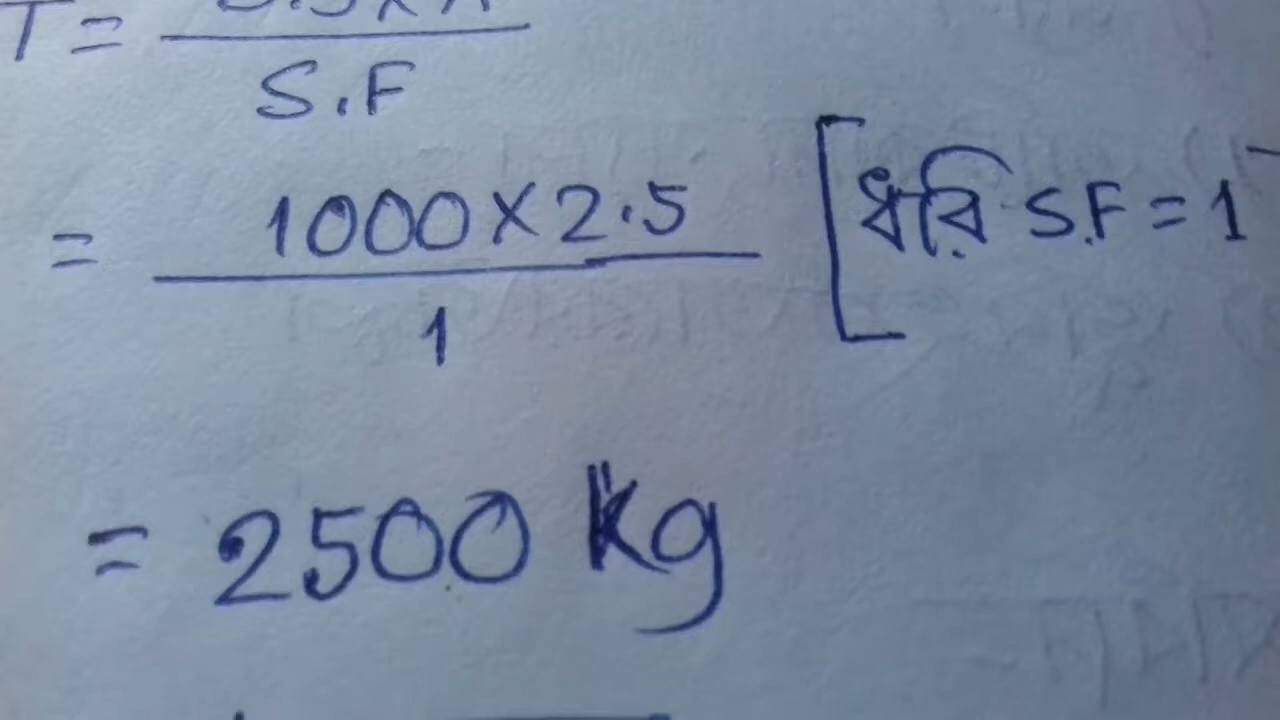 T =
S.F
= 1000 × 2.5 [ধরি S.F = 1
1
= 2500 kg